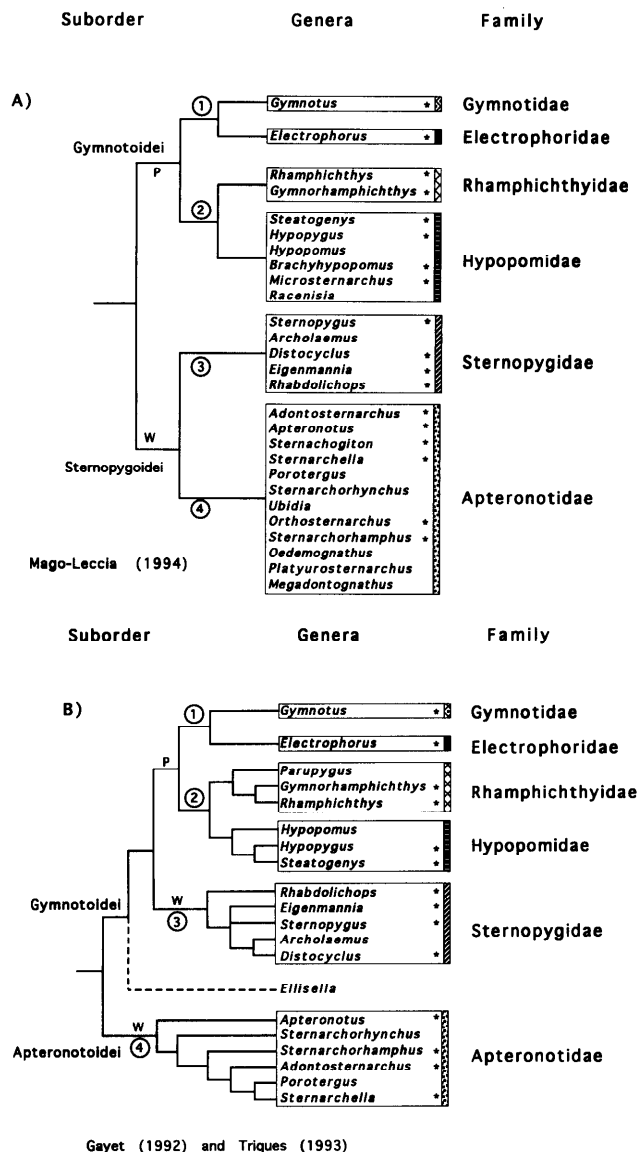 Suborder Genera Family
A)
1 Gymnotus * Gymnotidae
Electrophorus * Electrophoridae
Gymnotoidei
P
2 Rhamphichthys * Rhamphichthyidae
Gymnorhamphichthys *
Steatogenys * Hypopomidae
Hypopygus *
Hypopomus
Brachyhypopomus *
Microsternarchus *
Racenisia
3 Sternopygus * Sternopygidae
Archolaemus
Distocyclus *
Eigenmannia *
Rhabdolichops *
W
Sternopygoidei
4 Adontosternarchus * Apteronotidae
Apteronotus *
Sternachogiton *
Sternarchella *
Porotergus
Sternarchorhynchus
Ubidia
Orthosternarchus *
Sternarchorhamphus *
Oedemognathus
Platyurosternarchus
Megadontognathus
Mago-Leccia (1994)
Suborder Genera Family
B)
1 Gymnotus * Gymnotidae
Electrophorus * Electrophoridae
P
2 Parupygus Rhamphichthyidae
Gymnorhamphichthys *
Rhamphichthys *
Hypopomus Hypopomidae
Hypopygus *
Steatogenys *
Gymnotoidei
W
3 Rhabdolichops * Sternopygidae
Eigenmannia *
Sternopygus *
Archolaemus
Distocyclus *
Ellisella
W
Apteronotoidei
4 Apteronotus * Apteronotidae
Sternarchorhynchus
Sternarchorhamphus *
Adontosternarchus *
Porotergus
Sternarchella *
Gayet (1992) and Triques (1993)